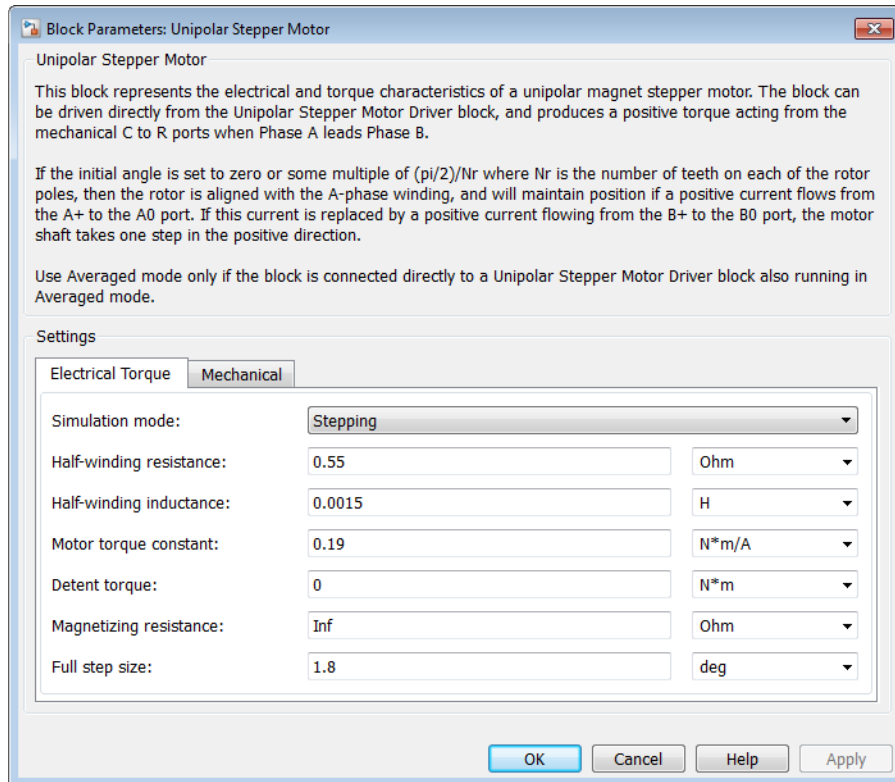 Block Parameters: Unipolar Stepper Motor
Unipolar Stepper Motor
This block represents the electrical and torque characteristics of a unipolar magnet stepper motor. The block can
be driven directly from the Unipolar Stepper Motor Driver block, and produces a positive torque acting from the
mechanical C to R ports when Phase A leads Phase B.
If the initial angle is set to zero or some multiple of (pi/2)/Nr where Nr is the number of teeth on each of the rotor
poles, then the rotor is aligned with the A-phase winding, and will maintain position if a positive current flows from
the A+ to the A0 port. If this current is replaced by a positive current flowing from the B+ to the B0 port, the motor
shaft takes one step in the positive direction.
Use Averaged mode only if the block is connected directly to a Unipolar Stepper Motor Driver block also running in
Averaged mode.
Settings
Electrical Torque Mechanical
Simulation mode: Stepping
Half-winding resistance: 0.55 Ohm
Half-winding inductance: 0.0015 H
Motor torque constant: 0.19 N*m/A
Detent torque: 0 N*m
Magnetizing resistance: Inf Ohm
Full step size: 1.8 deg
OK Cancel Help Apply